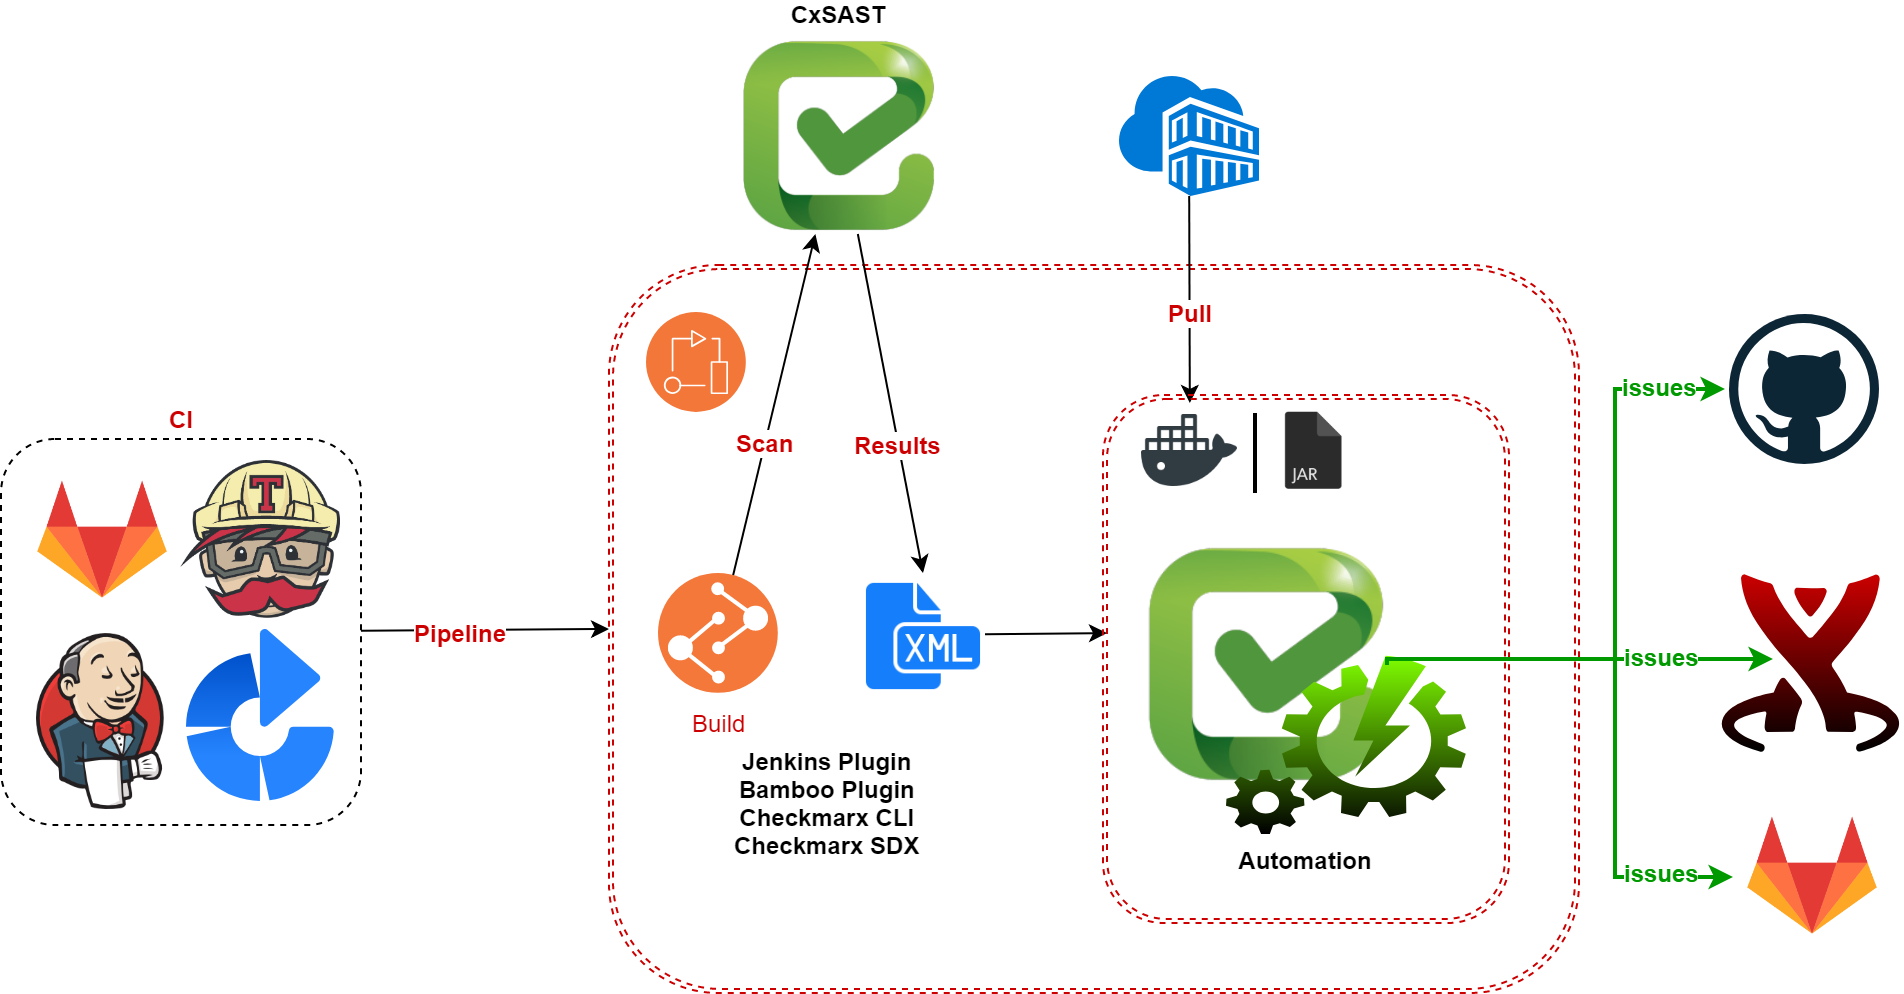 CxSAST
Pull
CI
T
Scan
Results
JAR
issues
Pipeline
XML
issues
Build
Jenkins Plugin
Bamboo Plugin
Checkmarx CLI
Checkmarx SDX
Automation
issues